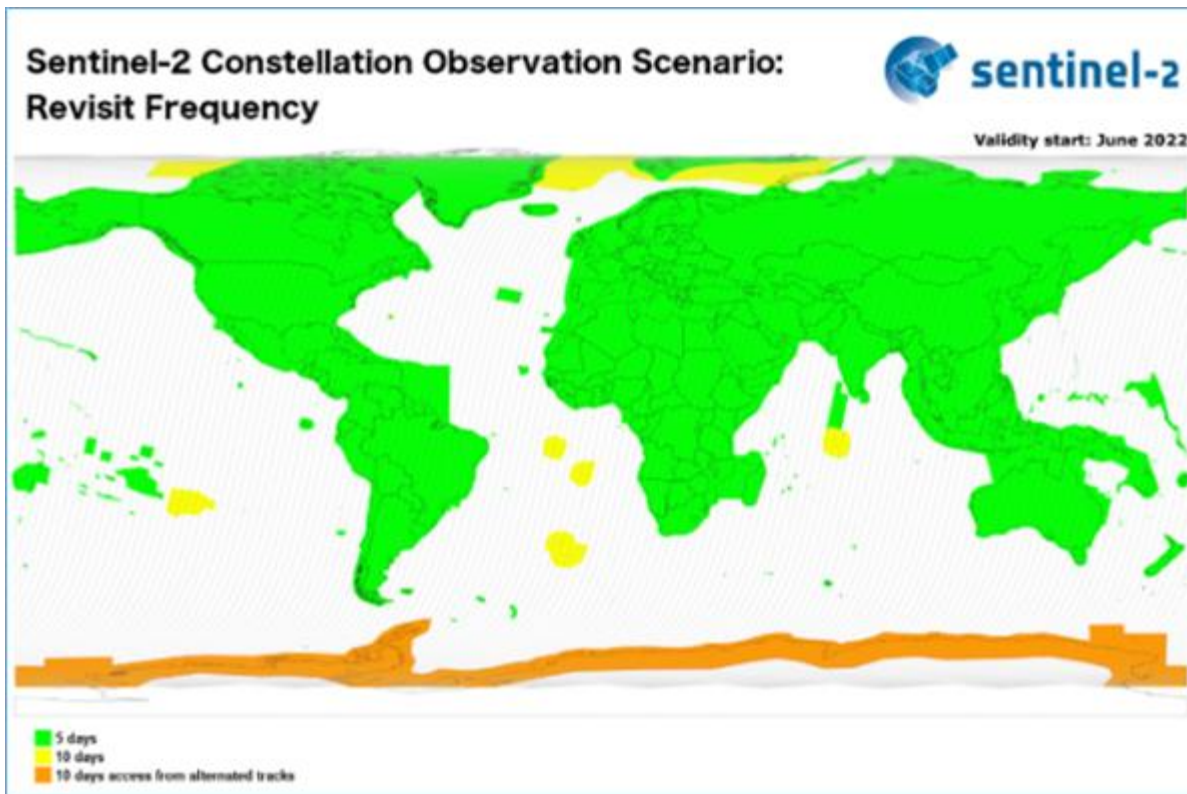 Sentinel-2 Constellation Observation Scenario:
Revisit Frequency
sentinel-2
Validity start: June 2022
5 days
10 days
10 days access from alternated tracks